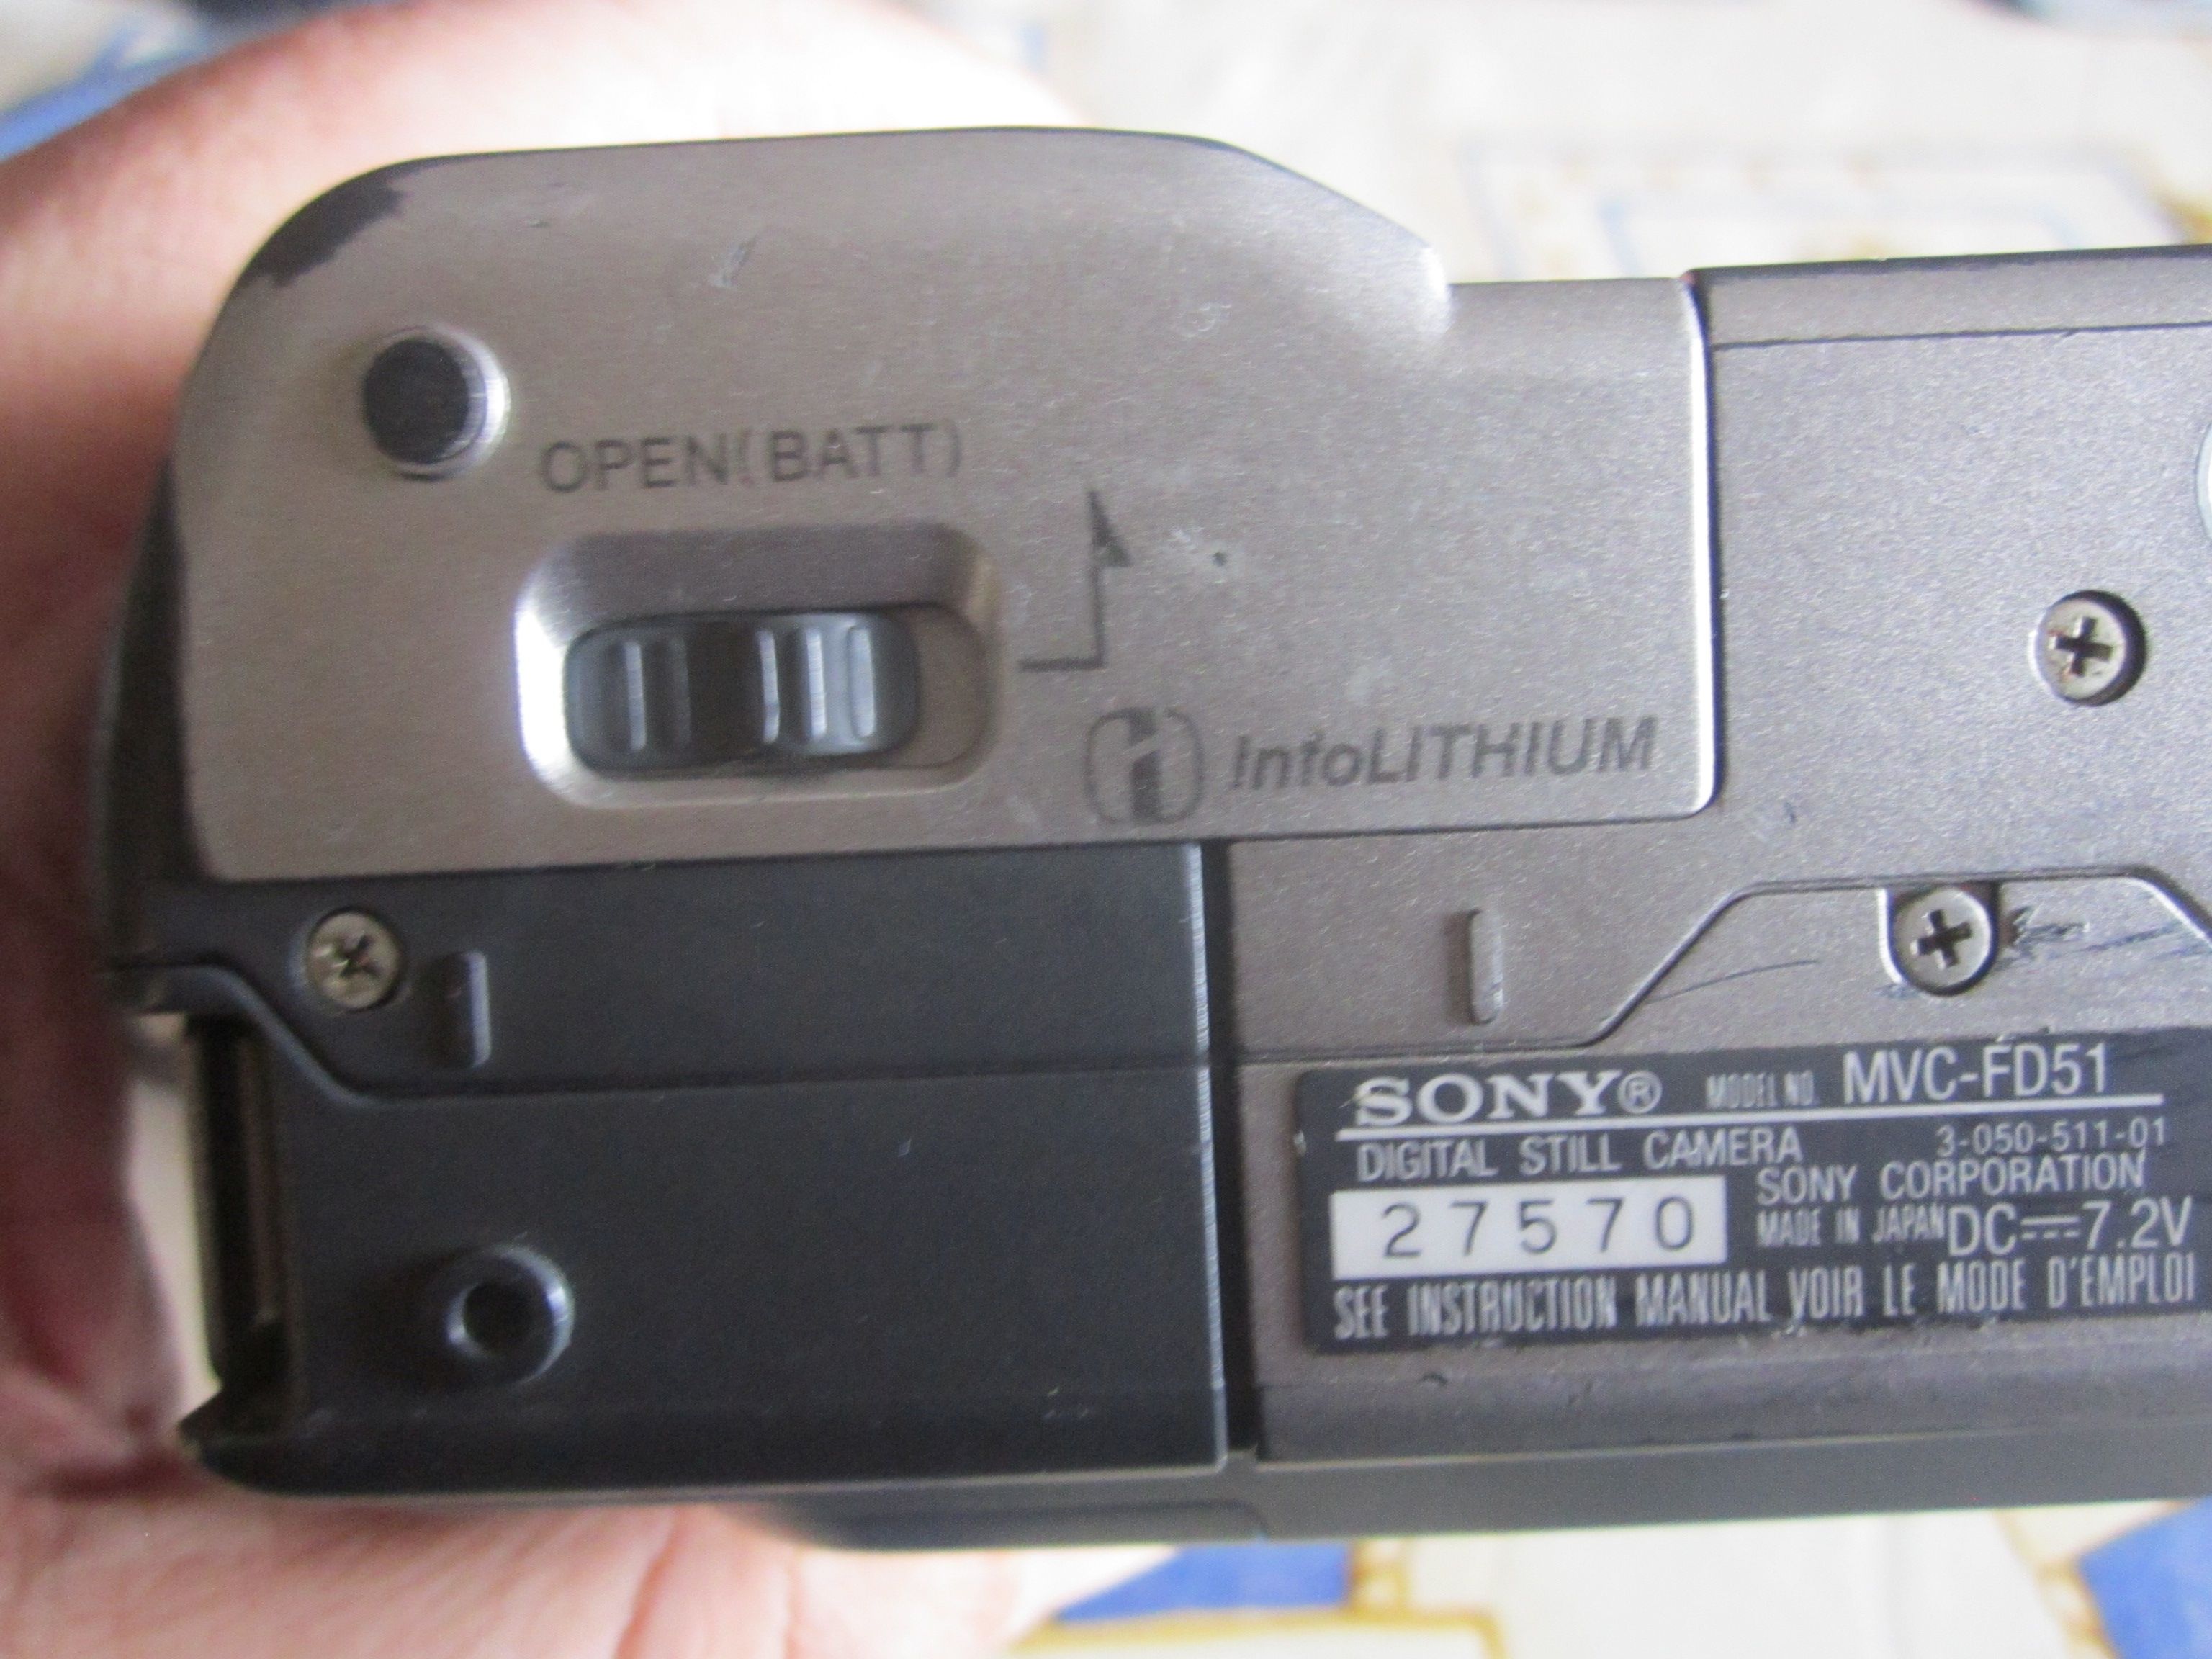 OPEN(BATT)
InfoLITHIUM
SONY® MODEL NO. MVC-FD51
DIGITAL STILL CAMERA 3-050-511-01
27570 SONY CORPORATION
MADE IN JAPAN DC⎓7.2V
SEE INSTRUCTION MANUAL VOIR LE MODE D'EMPLOI